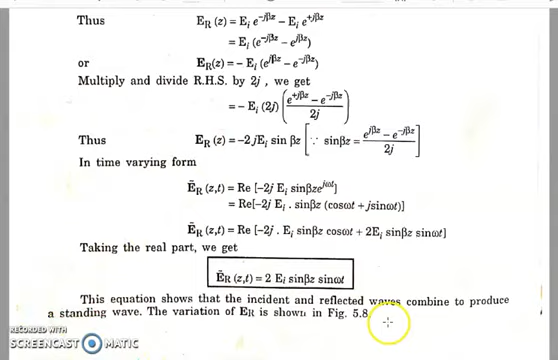 Thus E_R (z) = E_i e^{-jβz} – E_i e^{+jβz}
= E_i (e^{-jβz} – e^{jβz})
or E_R(z) = – E_i (e^{jβz} – e^{-jβz})
Multiply and divide R.H.S. by 2j , we get
= – E_i (2j) ( (e^{+jβz} – e^{-jβz}) / 2j )
Thus E_R (z) = –2 jE_i sin βz [ ∵ sinβz = (e^{jβz} – e^{-jβz}) / 2j ]
In time varying form
Ē_R (z,t) = Re [–2j E_i sinβze^{jωt}]
= Re[–2j E_i . sinβz (cosωt + jsinωt)]
Ē_R (z,t) = Re [–2j . E_i sinβz cosωt + 2E_i sinβz sinωt]
Taking the real part, we get
Ē_R (z,t) = 2 E_i sinβz sinωt
This equation shows that the incident and reflected waves combine to produce
a standing wave. The variation of E_R is shown in Fig. 5.8.
RECORDED WITH
SCREENCAST MATIC